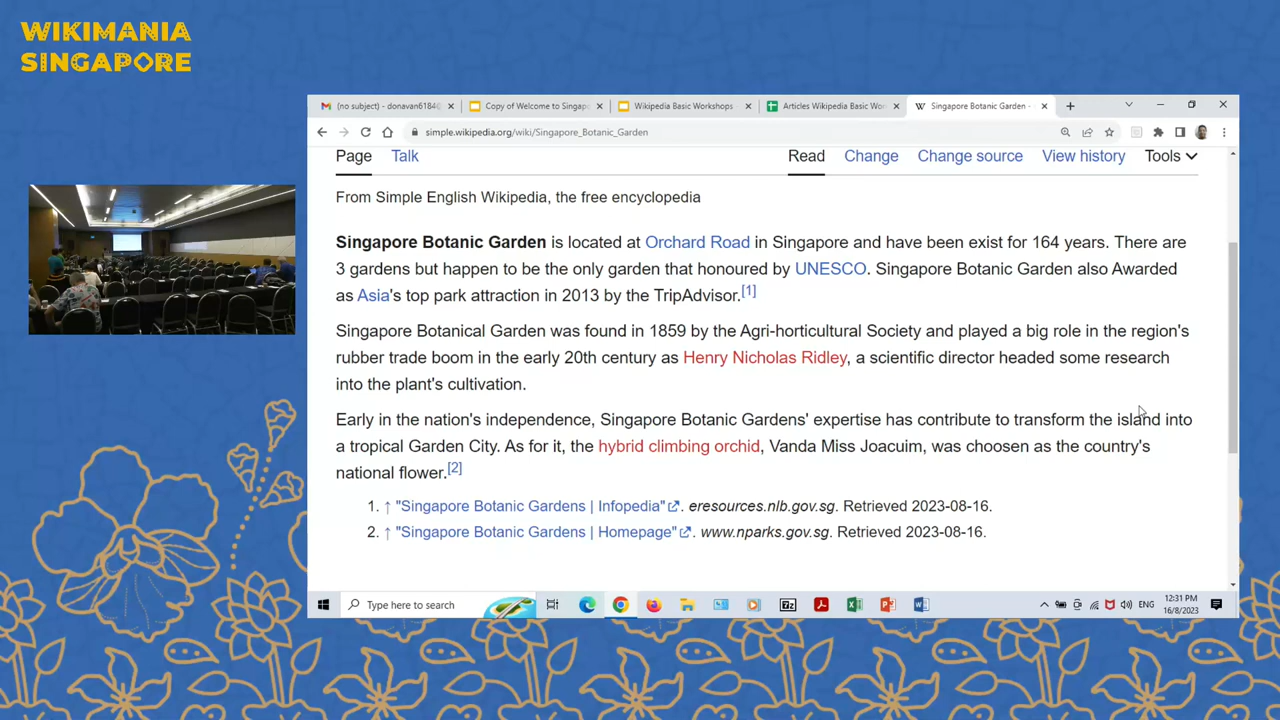 WIKIMANIA
SINGAPORE
(no subject) - donavan6184@
Copy of Welcome to Singap
Wikipedia Basic Workshops
Articles Wikipedia Basic Wo
Singapore Botanic Garden -
simple.wikipedia.org/wiki/Singapore_Botanic_Garden
Page Talk Read Change Change source View history Tools
From Simple English Wikipedia, the free encyclopedia
Singapore Botanic Garden is located at Orchard Road in Singapore and have been exist for 164 years. There are
3 gardens but happen to be the only garden that honoured by UNESCO. Singapore Botanic Garden also Awarded
as Asia's top park attraction in 2013 by the TripAdvisor.[1]
Singapore Botanical Garden was found in 1859 by the Agri-horticultural Society and played a big role in the region's
rubber trade boom in the early 20th century as Henry Nicholas Ridley, a scientific director headed some research
into the plant's cultivation.
Early in the nation's independence, Singapore Botanic Gardens' expertise has contribute to transform the island into
a tropical Garden City. As for it, the hybrid climbing orchid, Vanda Miss Joacuim, was choosen as the country's
national flower.[2]
1. ↑ "Singapore Botanic Gardens | Infopedia". eresources.nlb.gov.sg. Retrieved 2023-08-16.
2. ↑ "Singapore Botanic Gardens | Homepage". www.nparks.gov.sg. Retrieved 2023-08-16.
Type here to search
ENG
12:31 PM
16/8/2023